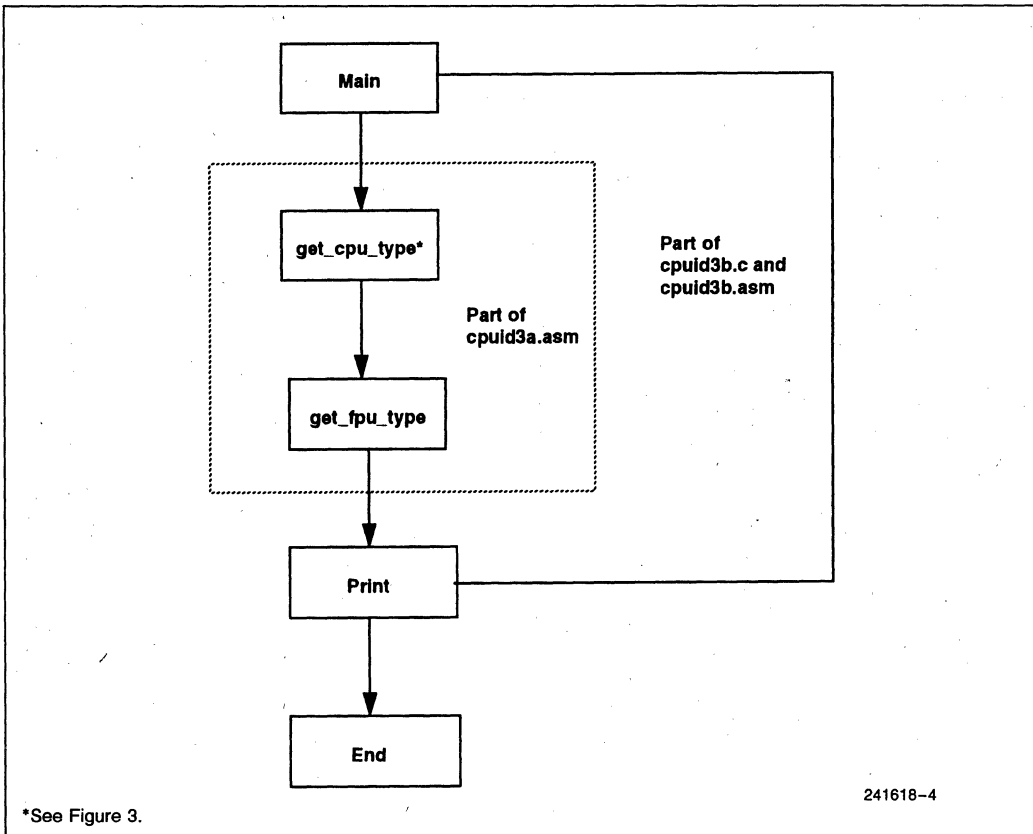 Main
get_cpu_type*
Part of
cpuid3a.asm
Part of
cpuid3b.c and
cpuid3b.asm
get_fpu_type
Print
End
241618-4
*See Figure 3.